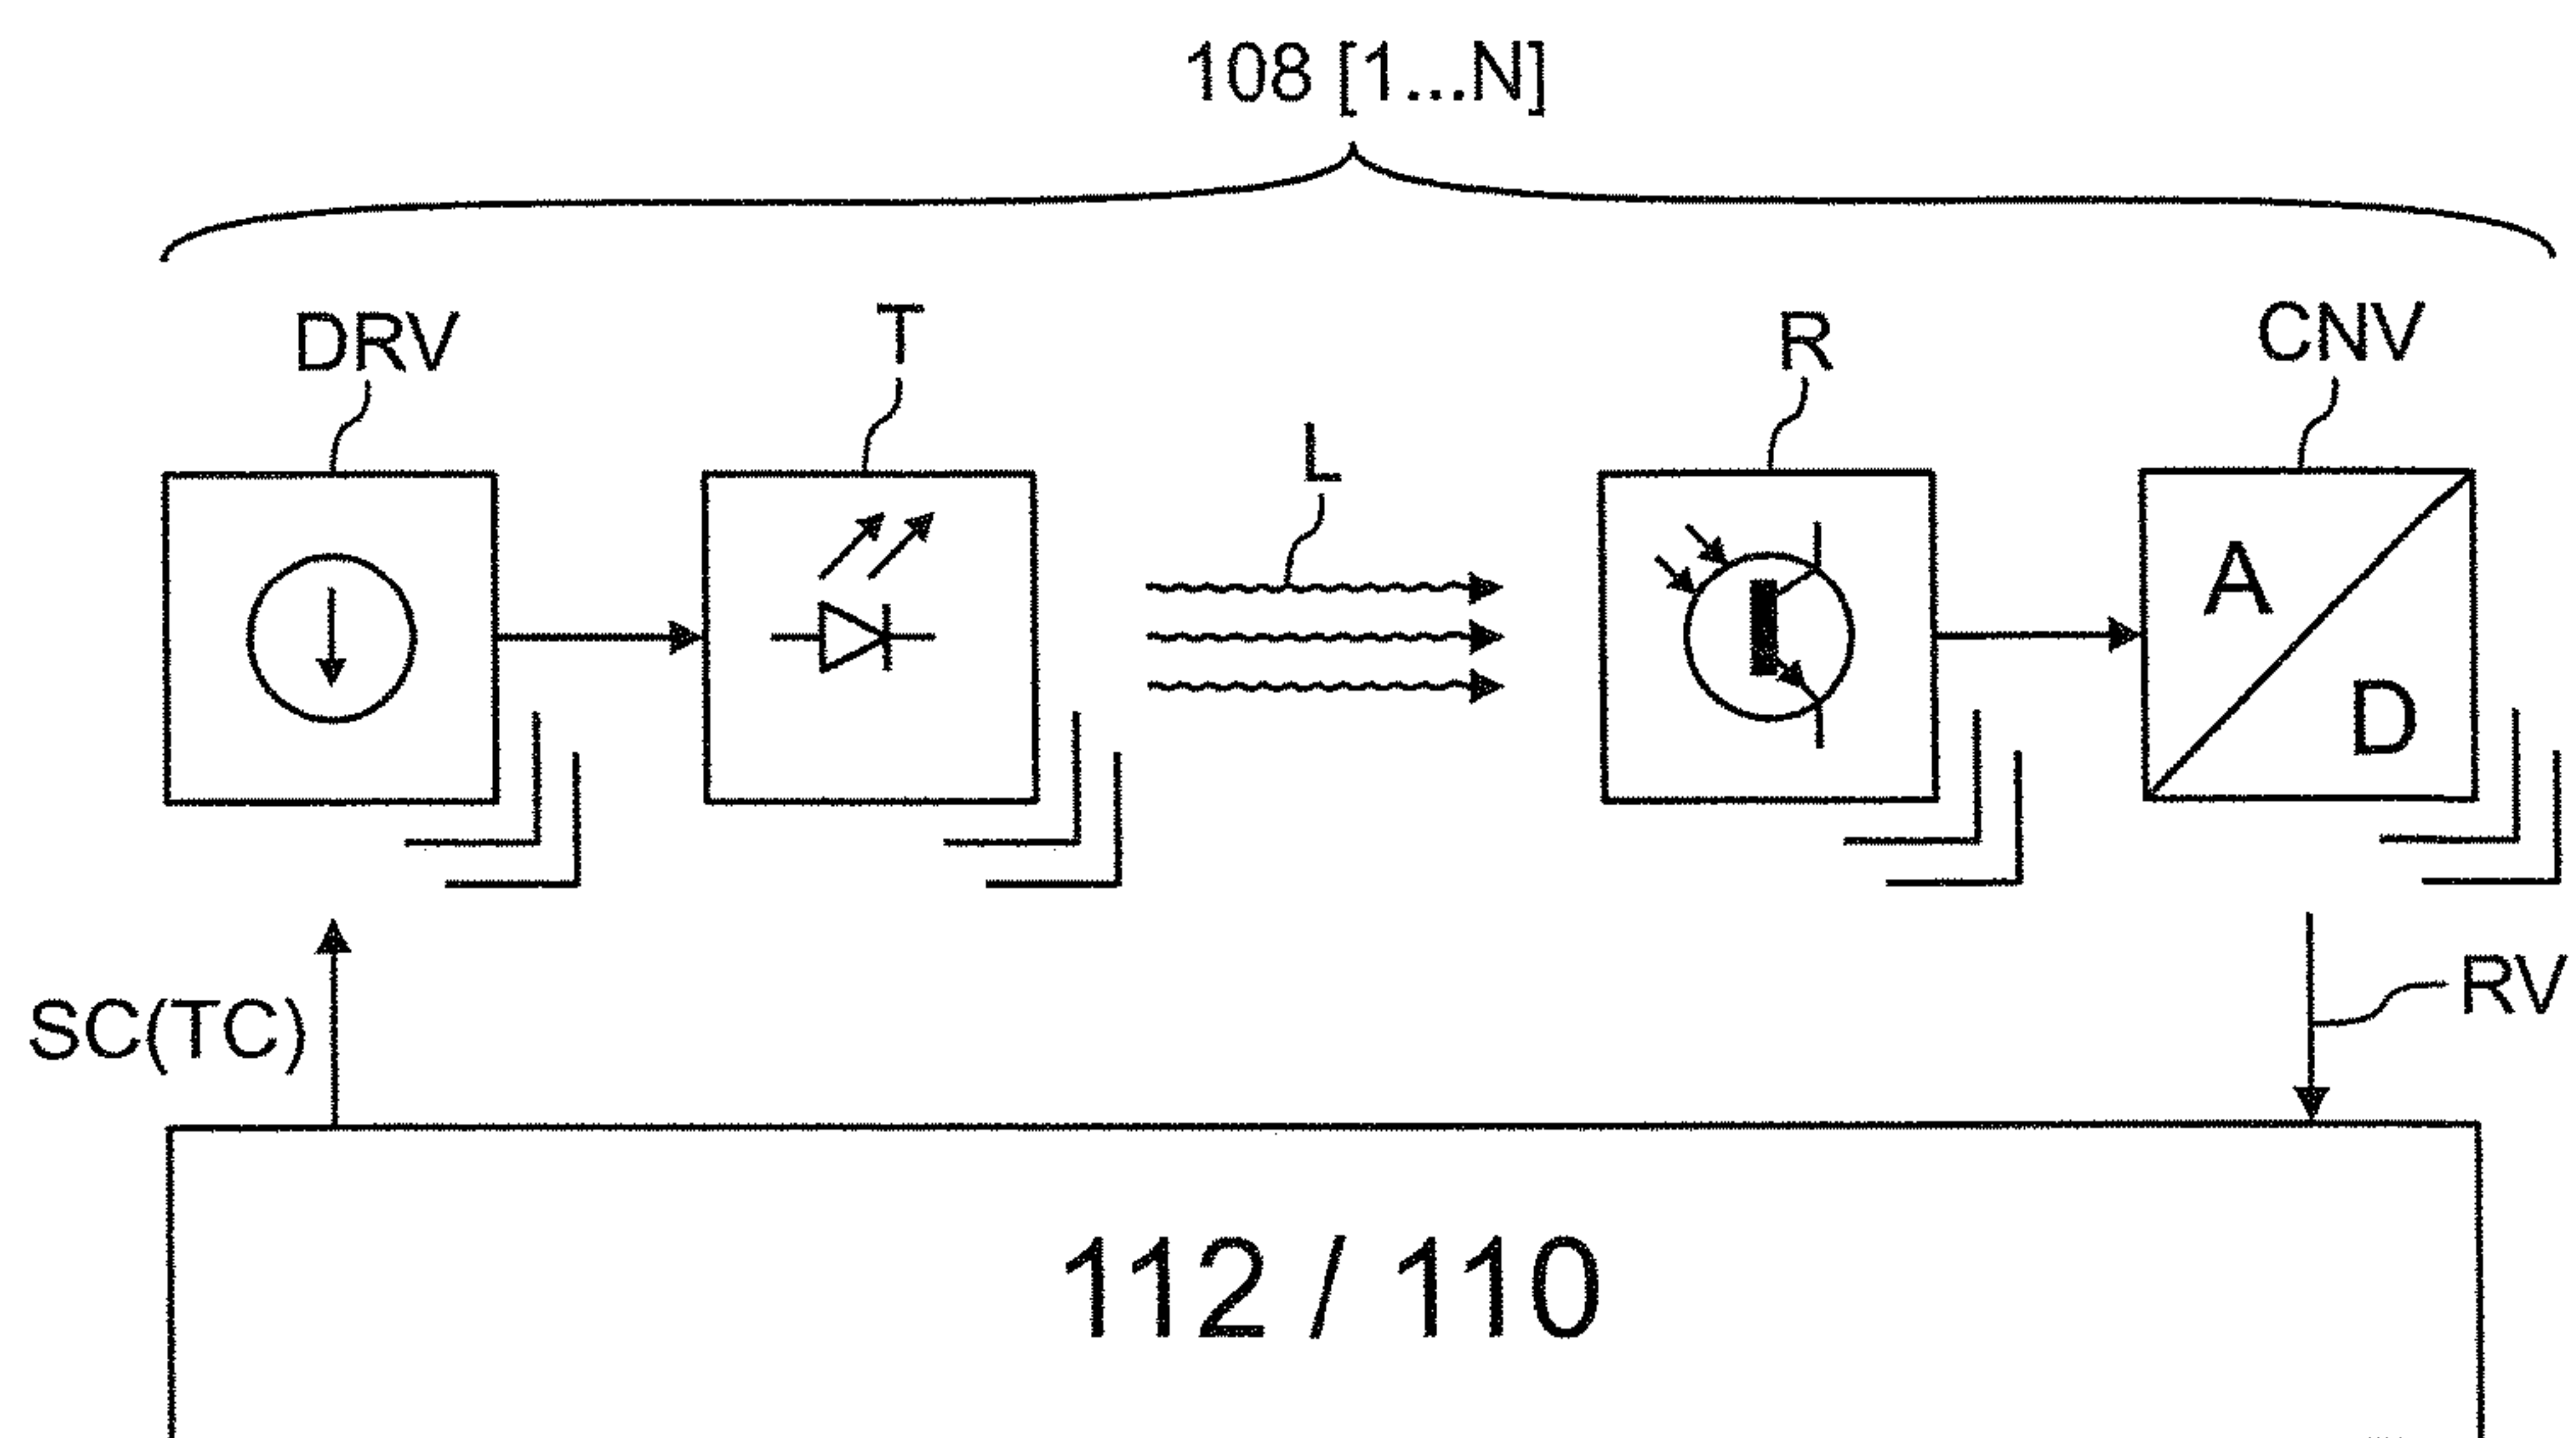 108 [1...N]
DRV
T
L
R
CNV
A
D
SC(TC)
RV
112 / 110